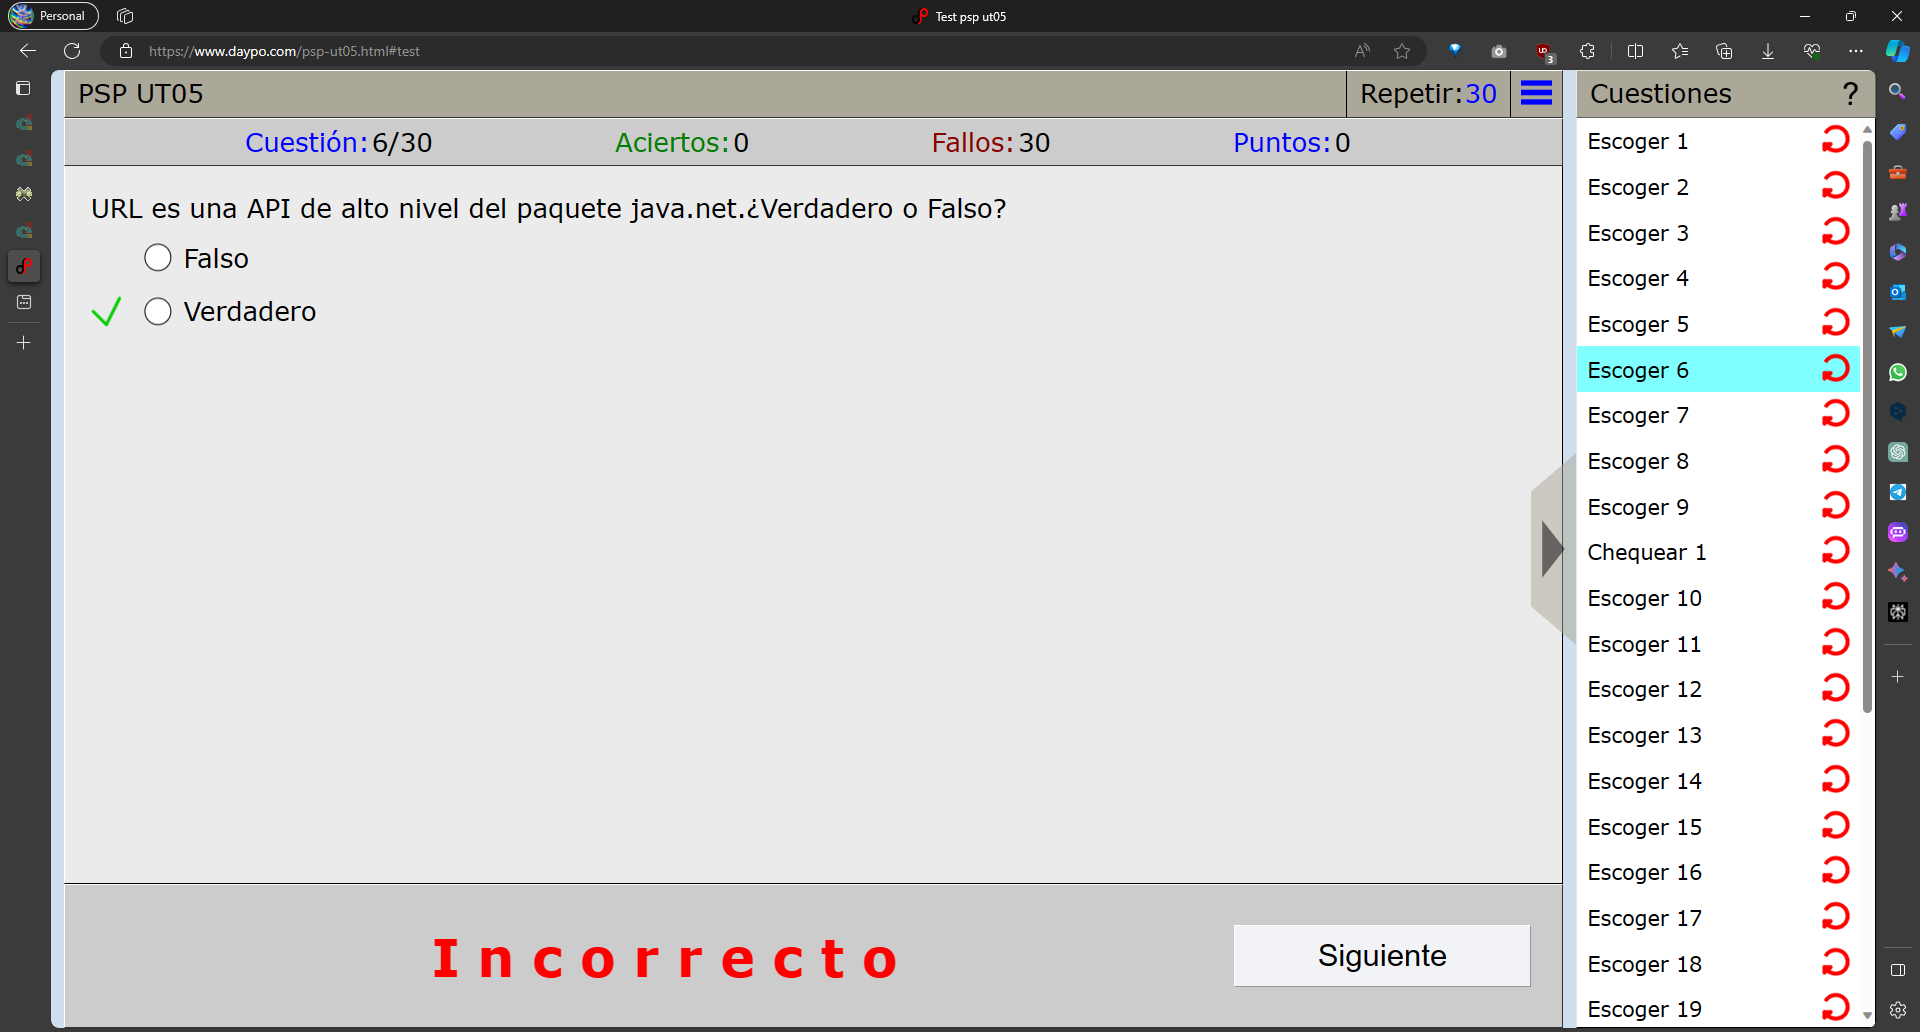 Personal
Test psp ut05
https://www.daypo.com/psp-ut05.html#test
3
PSP UT05
Repetir:30
Cuestiones
?
Cuestión:6/30
Aciertos:0
Fallos:30
Puntos:0
URL es una API de alto nivel del paquete java.net.¿Verdadero o Falso?
Falso
Verdadero
Incorrecto
Siguiente
Escoger 1
Escoger 2
Escoger 3
Escoger 4
Escoger 5
Escoger 6
Escoger 7
Escoger 8
Escoger 9
Chequear 1
Escoger 10
Escoger 11
Escoger 12
Escoger 13
Escoger 14
Escoger 15
Escoger 16
Escoger 17
Escoger 18
Escoger 19